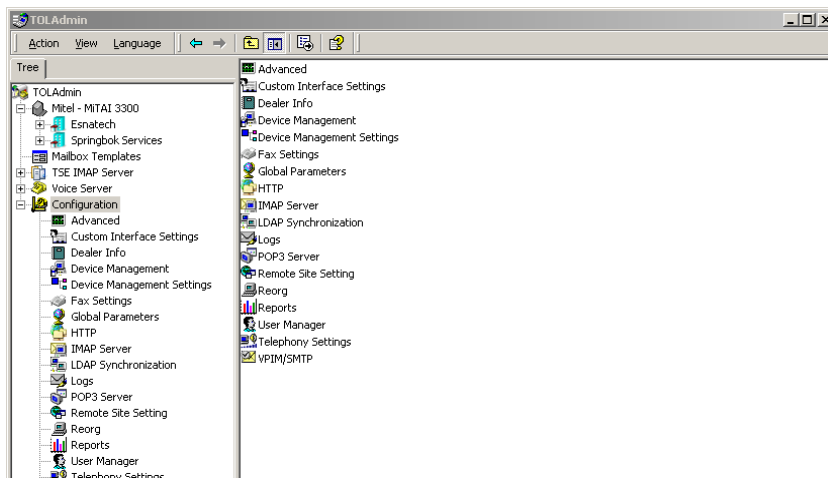 TOLAdmin
Action View Language
Tree
TOLAdmin
Mitel - MiTAI 3300
Esnatech
Springbok Services
Mailbox Templates
TSE IMAP Server
Voice Server
Configuration
Advanced
Custom Interface Settings
Dealer Info
Device Management
Device Management Settings
Fax Settings
Global Parameters
HTTP
IMAP Server
LDAP Synchronization
Logs
POP3 Server
Remote Site Setting
Reorg
Reports
User Manager
Telephony Settings
Advanced
Custom Interface Settings
Dealer Info
Device Management
Device Management Settings
Fax Settings
Global Parameters
HTTP
IMAP Server
LDAP Synchronization
Logs
POP3 Server
Remote Site Setting
Reorg
Reports
User Manager
Telephony Settings
VPIM/SMTP